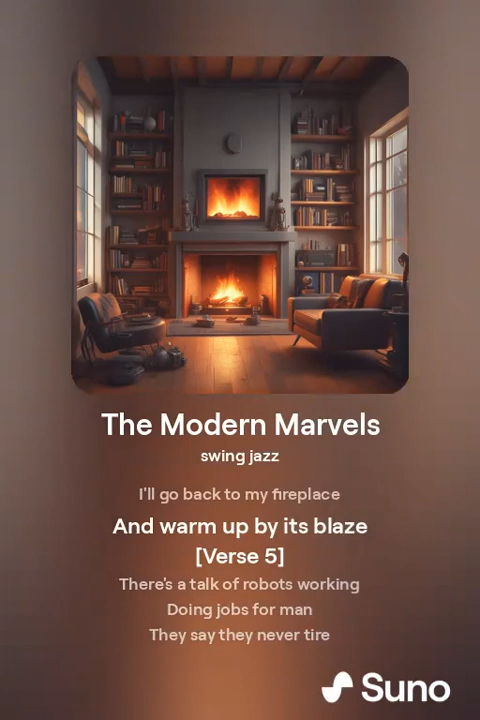 The Modern Marvels
swing jazz
I'll go back to my fireplace
And warm up by its blaze
[Verse 5]
There's a talk of robots working
Doing jobs for man
They say they never tire
Suno